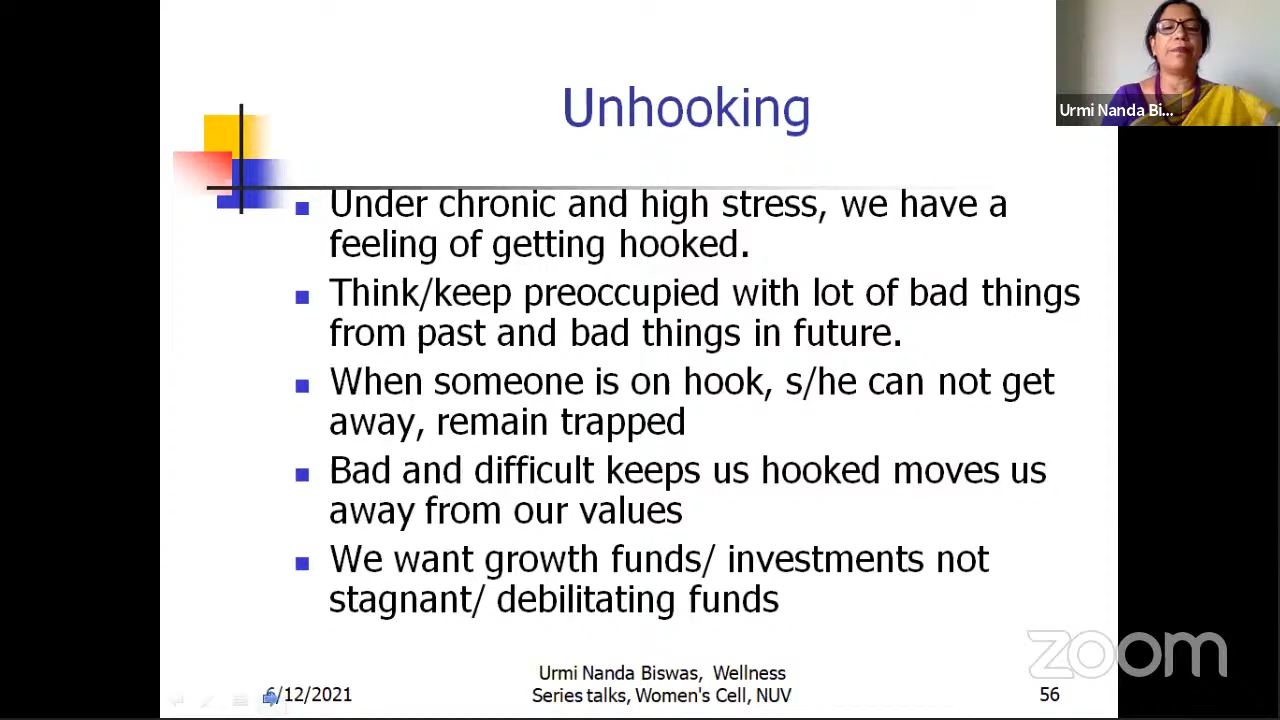 Unhooking
Urmi Nanda Bi...
Under chronic and high stress, we have a
feeling of getting hooked.
Think/keep preoccupied with lot of bad things
from past and bad things in future.
When someone is on hook, s/he can not get
away, remain trapped
Bad and difficult keeps us hooked moves us
away from our values
We want growth funds/ investments not
stagnant/ debilitating funds
zoom
6/12/2021
Urmi Nanda Biswas, Wellness
Series talks, Women's Cell, NUV
56